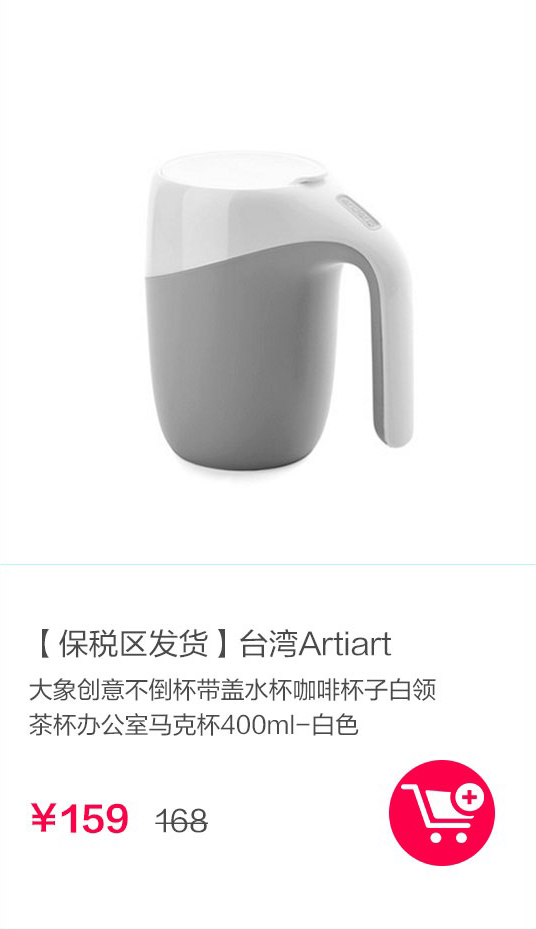 【保税区发货】台湾Artiart
大象创意不倒杯带盖水杯咖啡杯子白领
茶杯办公室马克杯400ml-白色
¥159 168